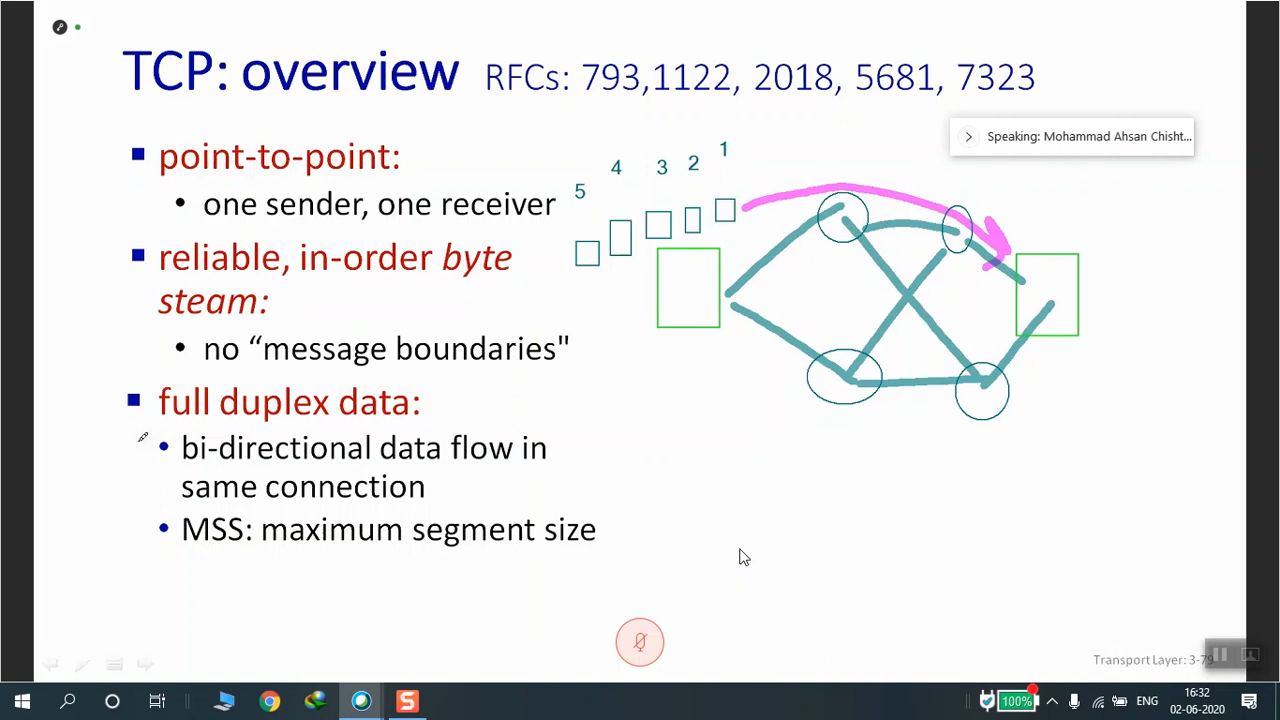 TCP: overview RFCs: 793,1122, 2018, 5681, 7323
Speaking: Mohammad Ahsan Chisht...
▪ point-to-point:
• one sender, one receiver
▪ reliable, in-order byte
steam:
• no “message boundaries"
▪ full duplex data:
• bi-directional data flow in
same connection
• MSS: maximum segment size
5 4 3 2 1
Transport Layer: 3-79
100%
ENG
16:32
02-06-2020